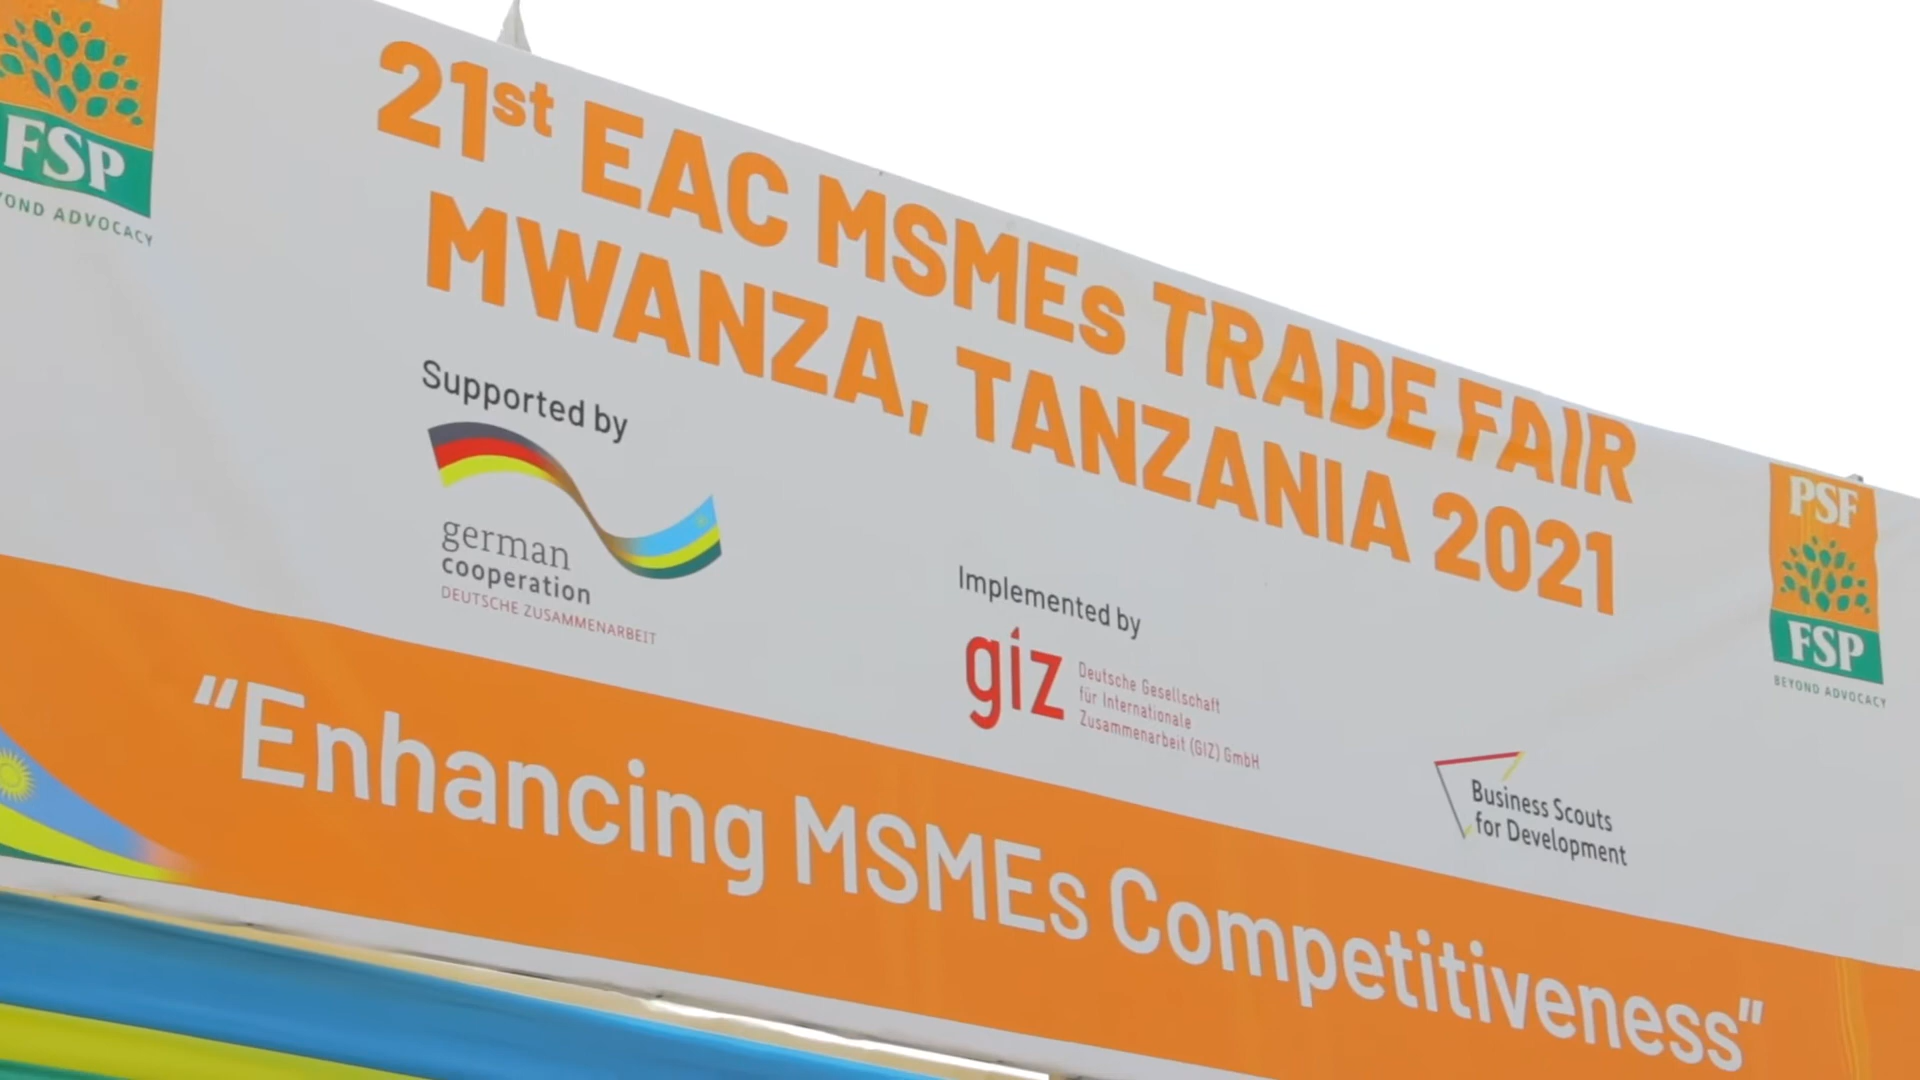 FSP
BEYOND ADVOCACY
21st EAC MSMEs TRADE FAIR
MWANZA, TANZANIA 2021
Supported by
german
cooperation
DEUTSCHE ZUSAMMENARBEIT
Implemented by
giz
Deutsche Gesellschaft
für Internationale
Zusammenarbeit (GIZ) GmbH
Business Scouts
for Development
PSF
FSP
BEYOND ADVOCACY
“Enhancing MSMEs Competitiveness”